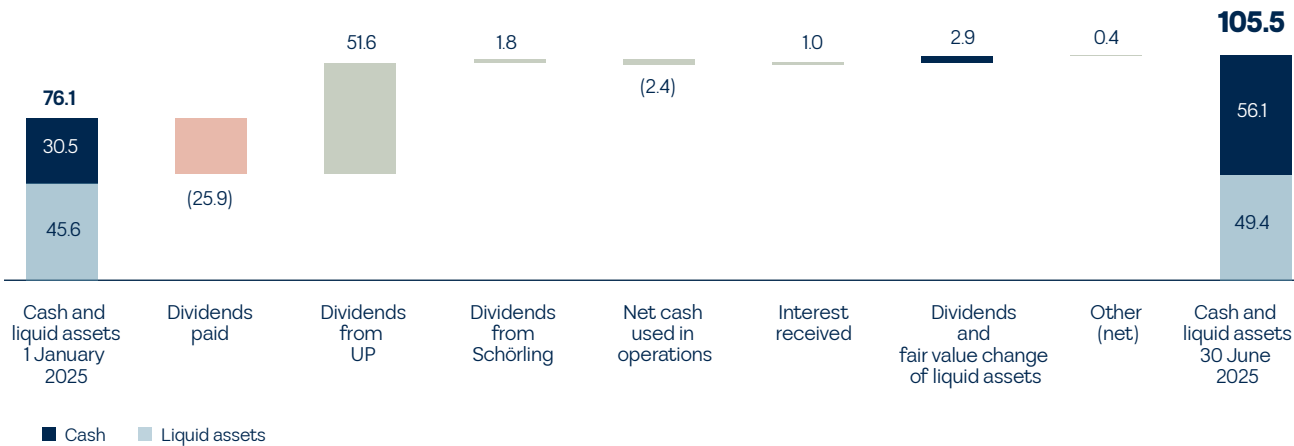 105.5
51.6
1.8
1.0
2.9
0.4
(2.4)
76.1
30.5
56.1
(25.9)
45.6
49.4
Cash and
liquid assets
1 January
2025
Dividends
paid
Dividends
from
UP
Dividends
from
Schörling
Net cash
used in
operations
Interest
received
Dividends
and
fair value change
of liquid assets
Other
(net)
Cash and
liquid assets
30 June
2025
Cash
Liquid assets